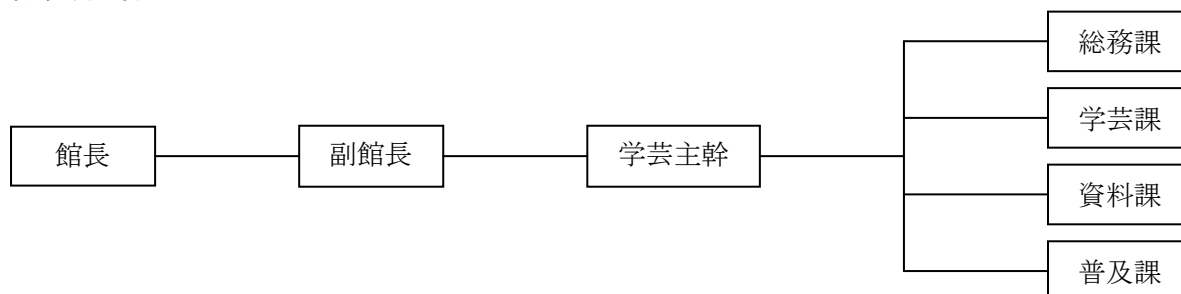 総務課
学芸課
館長 副館長 学芸主幹
資料課
普及課